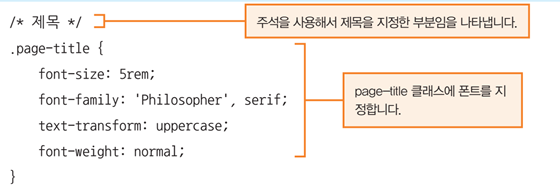 /* 제목 */
주석을 사용해서 제목을 지정한 부분임을 나타냅니다.
.page-title {
font-size: 5rem;
font-family: 'Philosopher', serif;
text-transform: uppercase;
font-weight: normal;
}
page-title 클래스에 폰트를 지
정합니다.